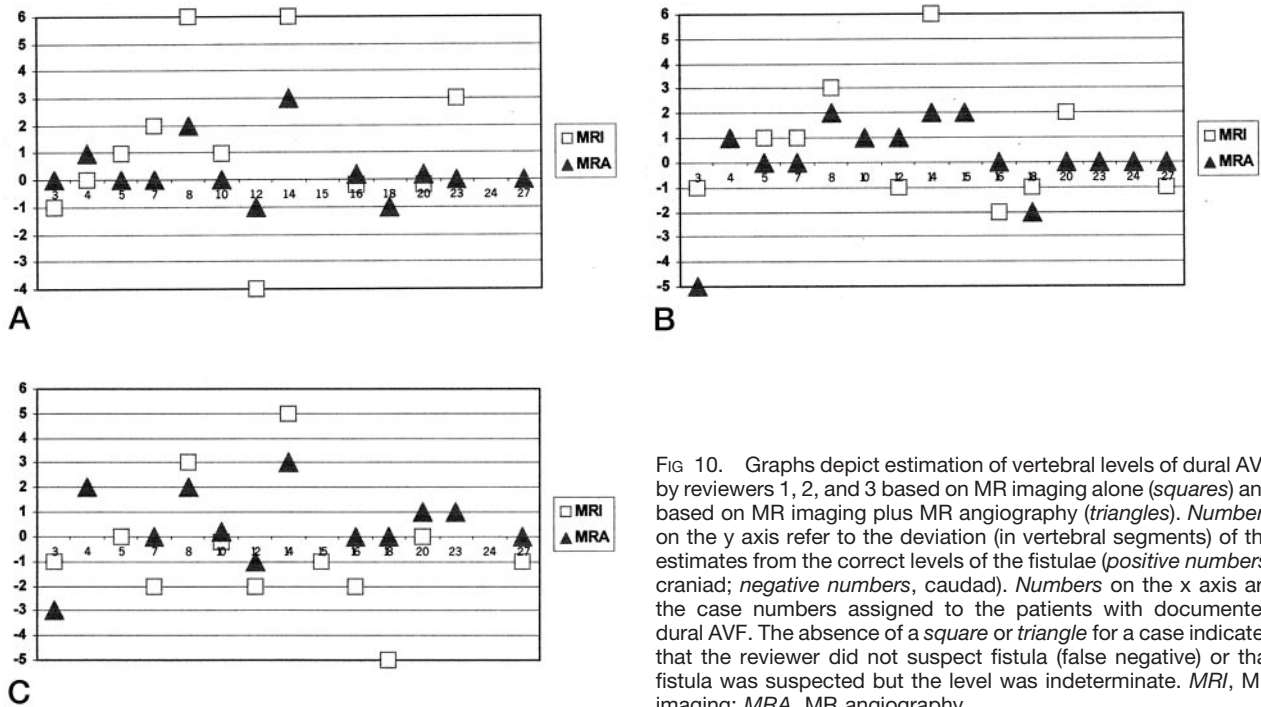 6
5
4
3
2
1
0
-1
-2
-3
-4
3 4 5 7 8 10 12 14 15 16 18 20 23 24 27
MRI
MRA
A
6
5
4
3
2
1
0
-1
-2
-3
-4
-5
3 4 5 7 8 10 12 14 15 16 18 20 23 24 27
MRI
MRA
B
6
5
4
3
2
1
0
-1
-2
-3
-4
-5
3 4 5 7 8 10 12 14 15 16 18 20 23 24 27
MRI
MRA
C
FIG 10. Graphs depict estimation of vertebral levels of dural AV
by reviewers 1, 2, and 3 based on MR imaging alone (squares) an
based on MR imaging plus MR angiography (triangles). Number
on the y axis refer to the deviation (in vertebral segments) of th
estimates from the correct levels of the fistulae (positive numbers
craniad; negative numbers, caudad). Numbers on the x axis ar
the case numbers assigned to the patients with documente
dural AVF. The absence of a square or triangle for a case indicate
that the reviewer did not suspect fistula (false negative) or tha
fistula was suspected but the level was indeterminate. MRI, M
imaging; MRA, MR angiography